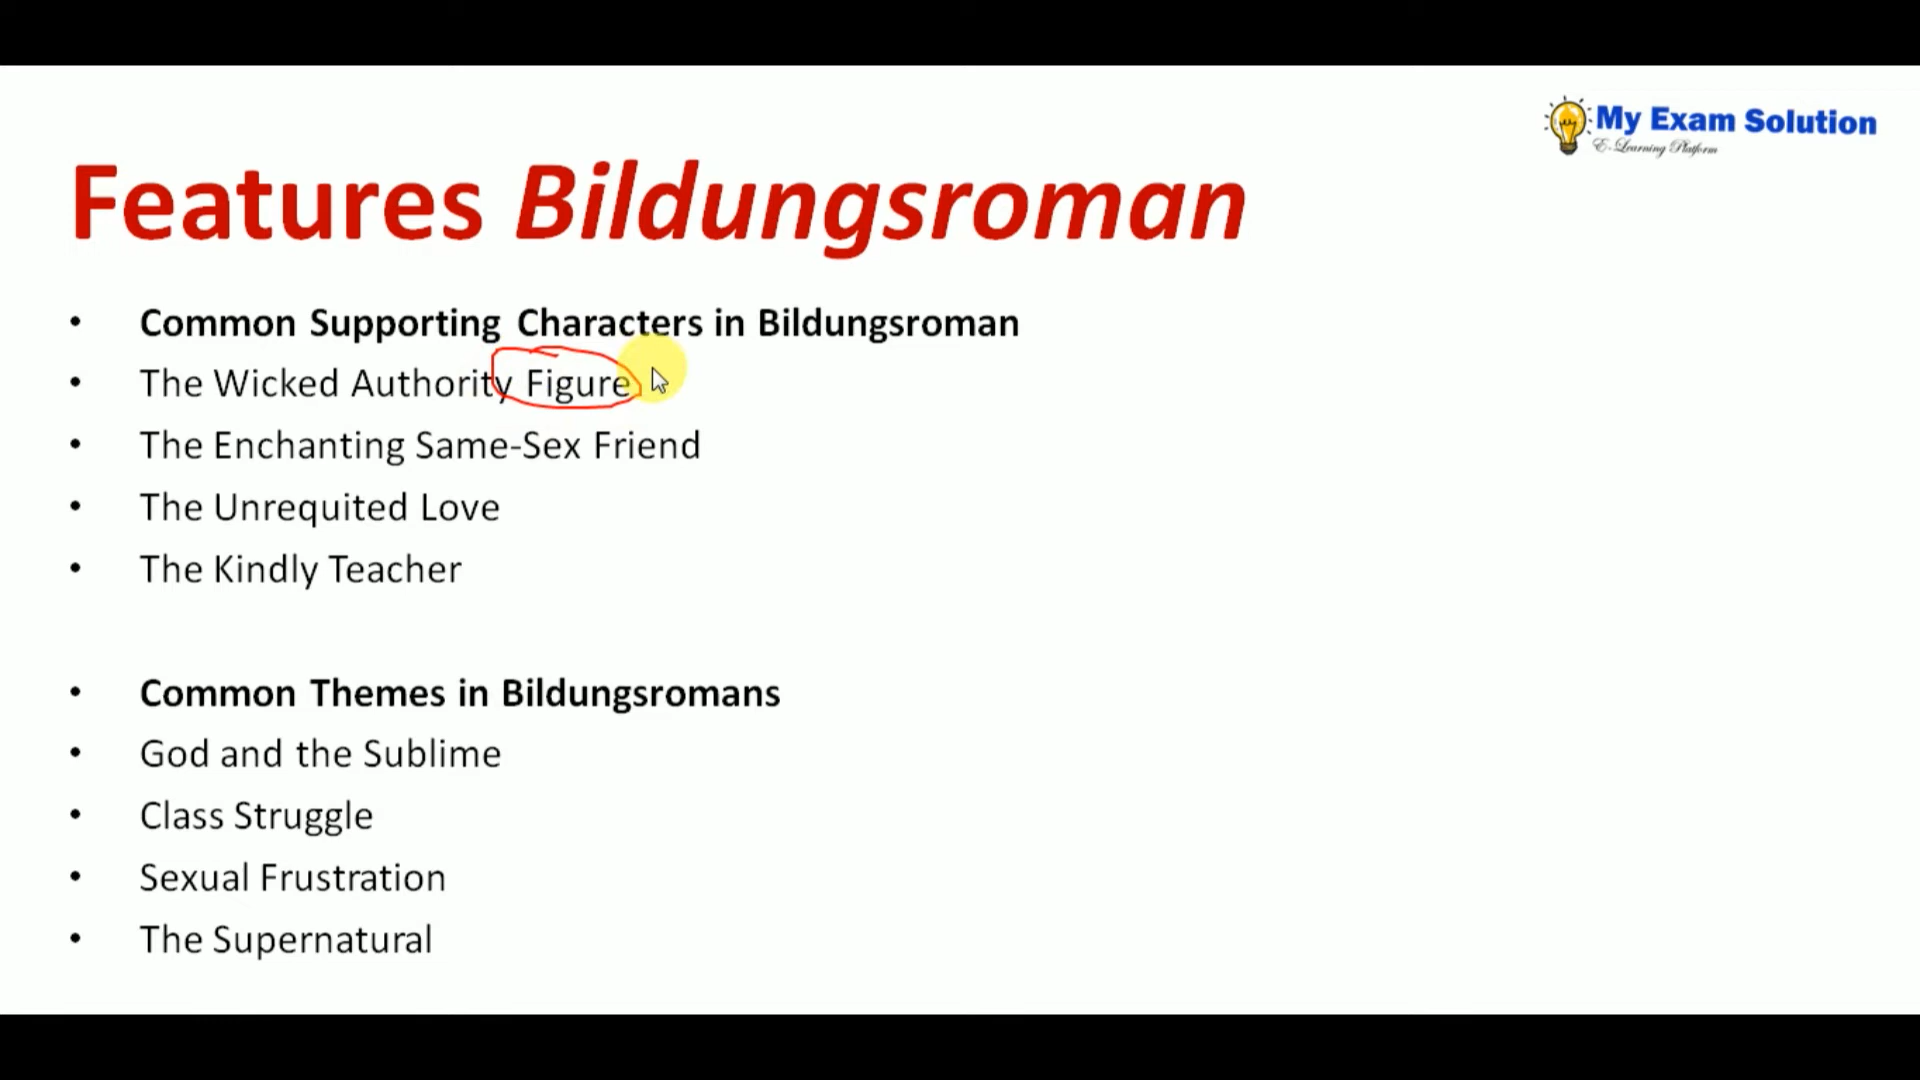 My Exam Solution
E-Learning Platform
Features Bildungsroman
• Common Supporting Characters in Bildungsroman
• The Wicked Authority Figure
• The Enchanting Same-Sex Friend
• The Unrequited Love
• The Kindly Teacher
• Common Themes in Bildungsromans
• God and the Sublime
• Class Struggle
• Sexual Frustration
• The Supernatural